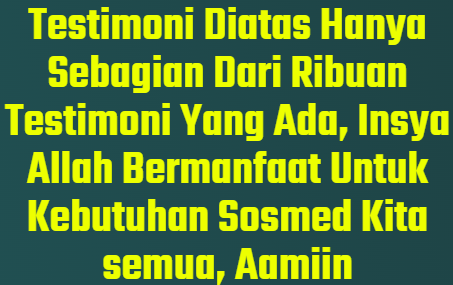 Testimoni Diatas Hanya
Sebagian Dari Ribuan
Testimoni Yang Ada, Insya
Allah Bermanfaat Untuk
Kebutuhan Sosmed Kita
semua, Aamiin